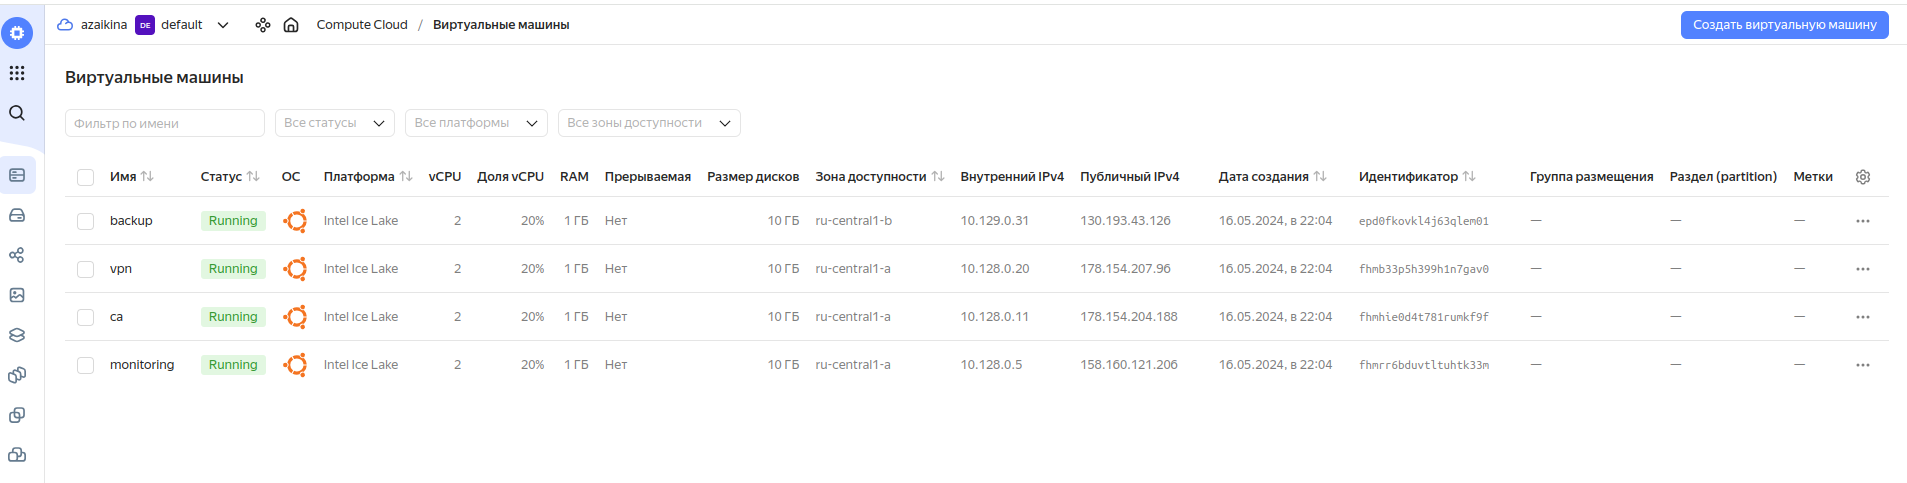 azaikina DE default Compute Cloud / Виртуальные машины Создать виртуальную машину
Виртуальные машины
Фильтр по имени Все статусы Все платформы Все зоны доступности
Имя Статус ОС Платформа vCPU Доля vCPU RAM Прерываемая Размер дисков Зона доступности Внутренний IPv4 Публичный IPv4 Дата создания Идентификатор Группа размещения Раздел (partition) Метки
backup Running Intel Ice Lake 2 20% 1 ГБ Нет 10 ГБ ru-central1-b 10.129.0.31 130.193.43.126 16.05.2024, в 22:04 epd0fkovkl4j63qlem01 — — —
vpn Running Intel Ice Lake 2 20% 1 ГБ Нет 10 ГБ ru-central1-a 10.128.0.20 178.154.207.96 16.05.2024, в 22:04 fhmb33p5h399h1n7gav0 — — —
ca Running Intel Ice Lake 2 20% 1 ГБ Нет 10 ГБ ru-central1-a 10.128.0.11 178.154.204.188 16.05.2024, в 22:04 fhmhie0d4t781rumkf9f — — —
monitoring Running Intel Ice Lake 2 20% 1 ГБ Нет 10 ГБ ru-central1-a 10.128.0.5 158.160.121.206 16.05.2024, в 22:04 fhmrr6bduvtltuhtk33m — — —